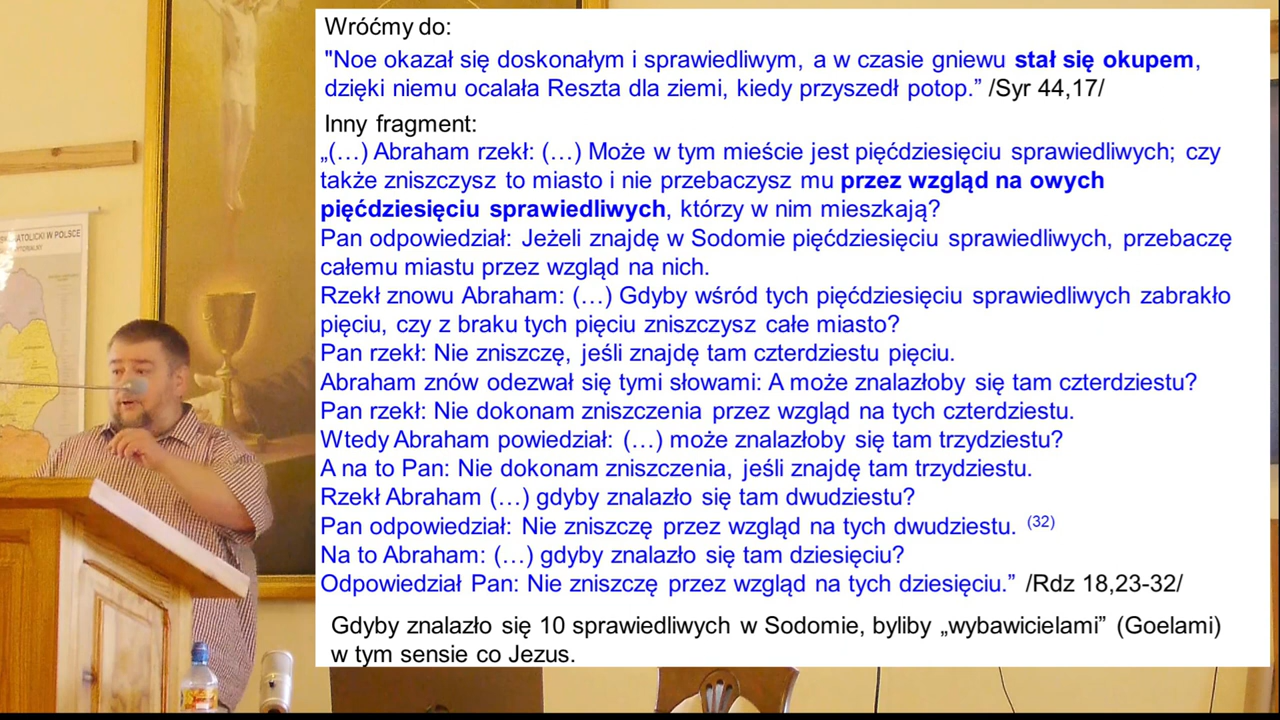 ATOLICKI W POLSCE
Wróćmy do:
"Noe okazał się doskonałym i sprawiedliwym, a w czasie gniewu stał się okupem,
dzięki niemu ocalała Reszta dla ziemi, kiedy przyszedł potop.” /Syr 44,17/
Inny fragment:
„(…) Abraham rzekł: (…) Może w tym mieście jest pięćdziesięciu sprawiedliwych; czy
także zniszczysz to miasto i nie przebaczysz mu przez wzgląd na owych
pięćdziesięciu sprawiedliwych, którzy w nim mieszkają?
Pan odpowiedział: Jeżeli znajdę w Sodomie pięćdziesięciu sprawiedliwych, przebaczę
całemu miastu przez wzgląd na nich.
Rzekł znowu Abraham: (…) Gdyby wśród tych pięćdziesięciu sprawiedliwych zabrakło
pięciu, czy z braku tych pięciu zniszczysz całe miasto?
Pan rzekł: Nie zniszczę, jeśli znajdę tam czterdziestu pięciu.
Abraham znów odezwał się tymi słowami: A może znalazłoby się tam czterdziestu?
Pan rzekł: Nie dokonam zniszczenia przez wzgląd na tych czterdziestu.
Wtedy Abraham powiedział: (…) może znalazłoby się tam trzydziestu?
A na to Pan: Nie dokonam zniszczenia, jeśli znajdę tam trzydziestu.
Rzekł Abraham (…) gdyby znalazło się tam dwudziestu?
Pan odpowiedział: Nie zniszczę przez wzgląd na tych dwudziestu. (32)
Na to Abraham: (…) gdyby znalazło się tam dziesięciu?
Odpowiedział Pan: Nie zniszczę przez wzgląd na tych dziesięciu.” /Rdz 18,23-32/
Gdyby znalazło się 10 sprawiedliwych w Sodomie, byliby „wybawicielami” (Goelami)
w tym sensie co Jezus.